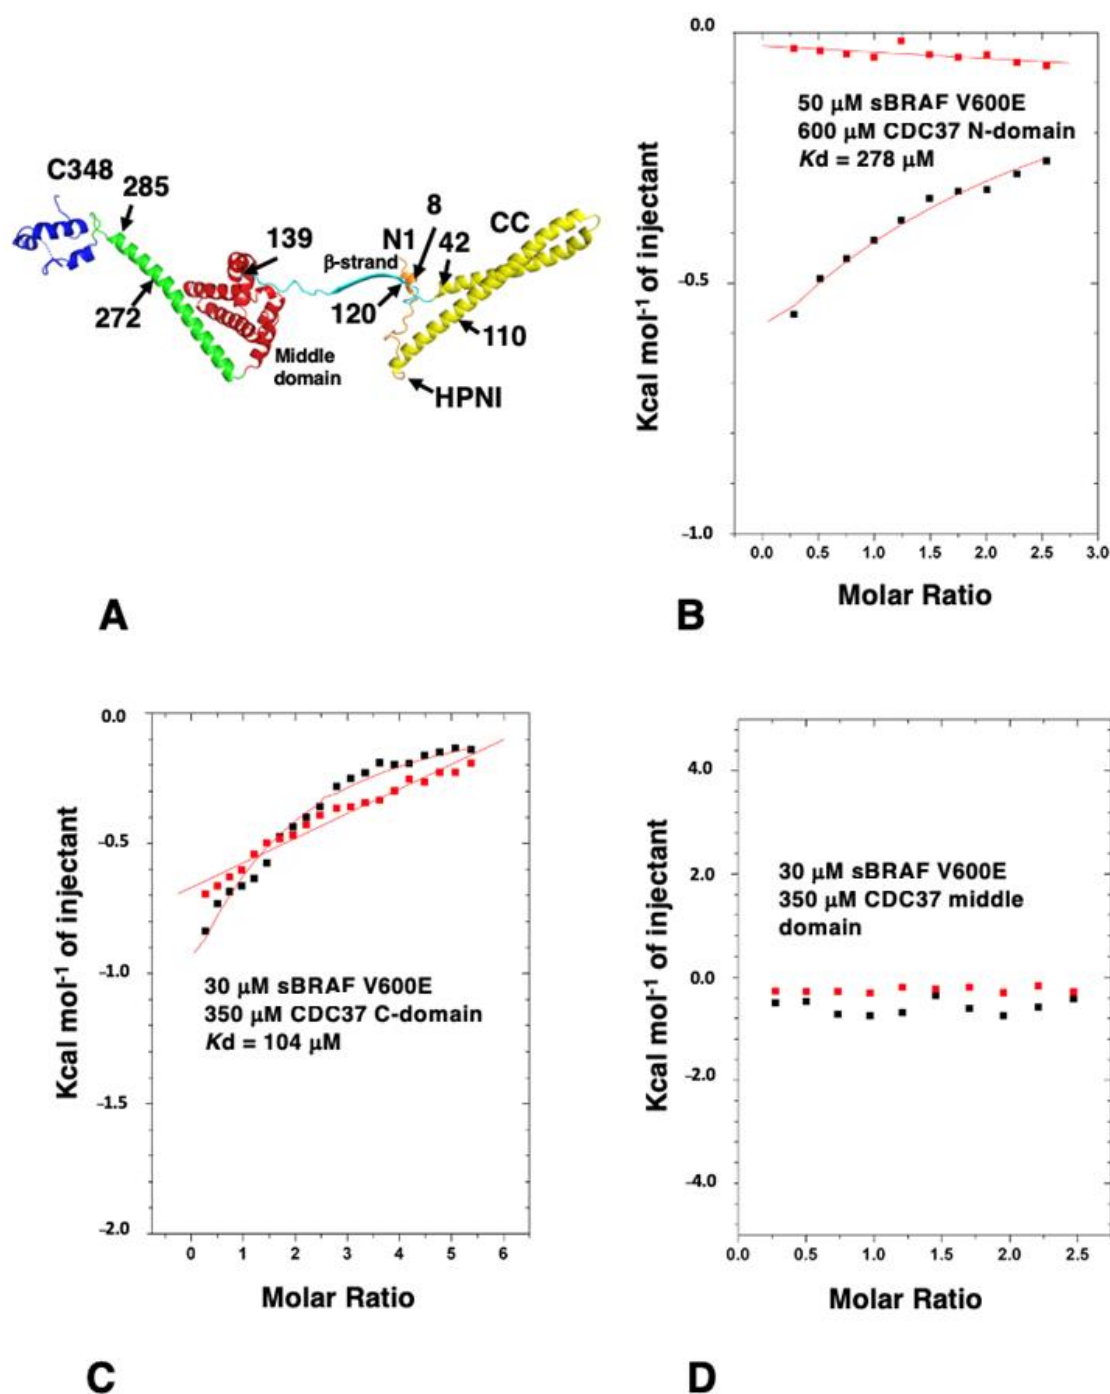 C348
285
272
139
Middle
domain
β-strand
N1
8
120
42
CC
110
HPNI
A
0.0
−0.5
−1.0
Kcal mol⁻¹ of injectant
50 μM sBRAF V600E
600 μM CDC37 N-domain
Kd = 278 μM
0.0 0.5 1.0 1.5 2.0 2.5 3.0
Molar Ratio
B
0.0
−0.5
−1.0
−1.5
−2.0
Kcal mol⁻¹ of injectant
30 μM sBRAF V600E
350 μM CDC37 C-domain
Kd = 104 μM
0 1 2 3 4 5 6
Molar Ratio
C
4.0
2.0
0.0
−2.0
−4.0
Kcal mol⁻¹ of injectant
30 μM sBRAF V600E
350 μM CDC37 middle
domain
0.0 0.5 1.0 1.5 2.0 2.5
Molar Ratio
D